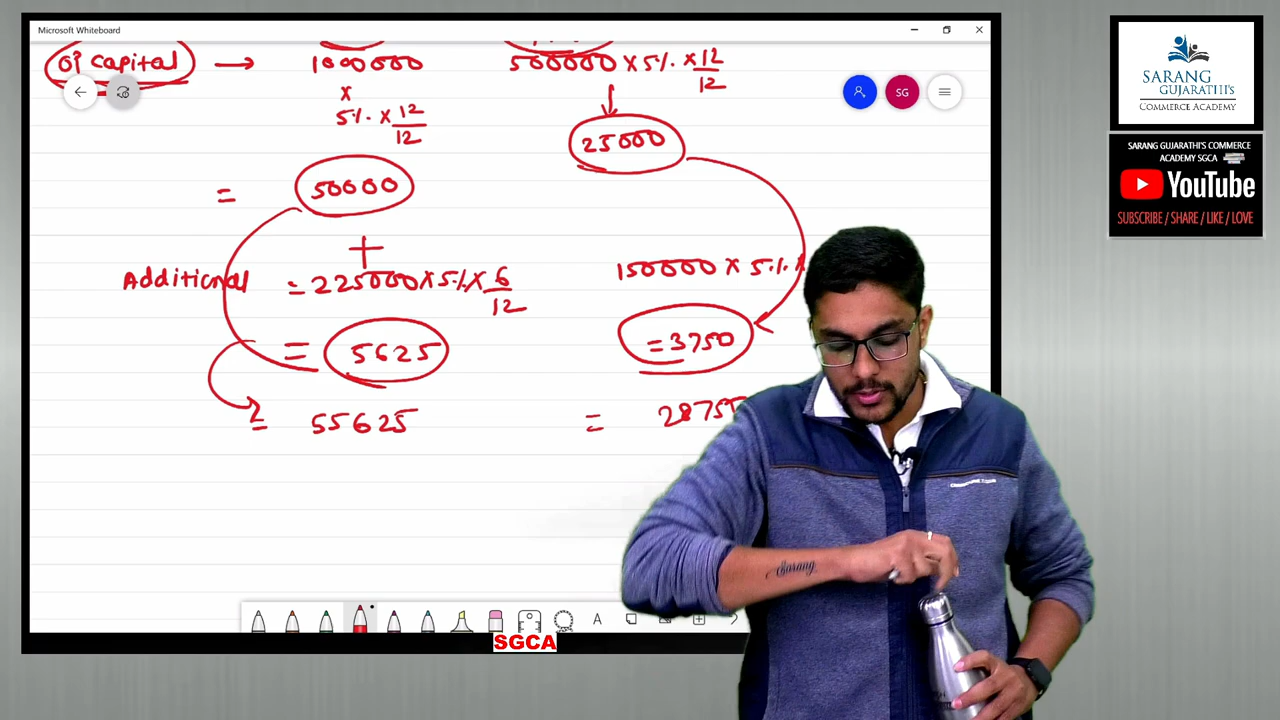 Microsoft Whiteboard
of Capital → 1000000
×
5% × 12/12
500000 × 5% × 12/12
25000
= 50000
+
Additional = 225000 × 5% × 6/12
150000 × 5% ×
= 5625
= 3750
= 55625
= 2875
SG
A
SGCA
SARANG
GUJARATHI'S
COMMERCE ACADEMY
SARANG GUJARATHI'S COMMERCE
ACADEMY SGCA
YouTube
SUBSCRIBE / SHARE / LIKE / LOVE
Sarang